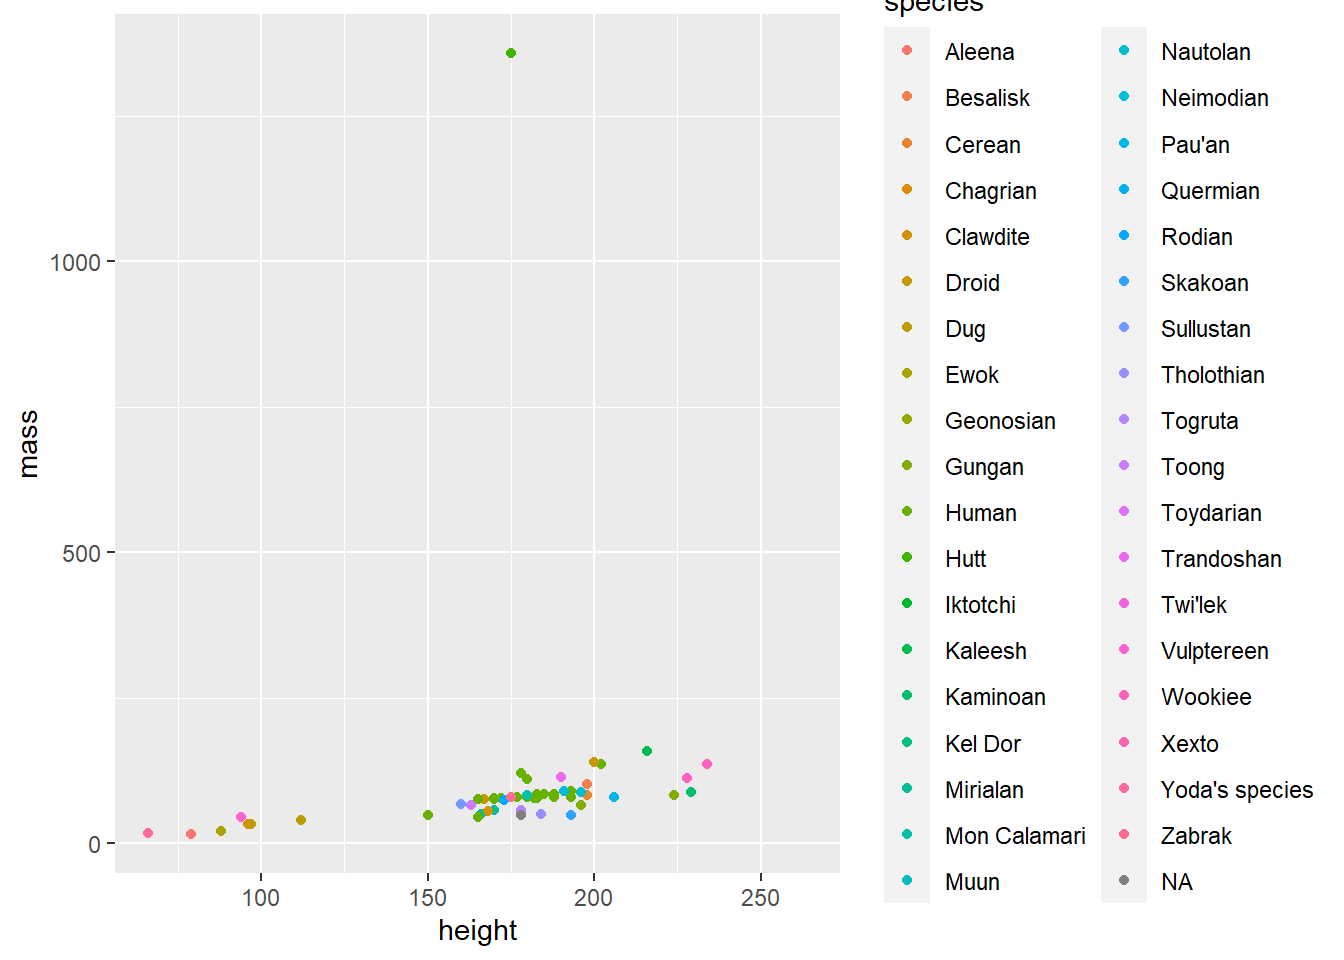 species
Aleena
Besalisk
Cerean
Chagrian
Clawdite
Droid
Dug
Ewok
Geonosian
Gungan
Human
Hutt
Iktotchi
Kaleesh
Kaminoan
Kel Dor
Mirialan
Mon Calamari
Muun
Nautolan
Neimodian
Pau'an
Quermian
Rodian
Skakoan
Sullustan
Tholothian
Togruta
Toong
Toydarian
Trandoshan
Twi'lek
Vulptereen
Wookiee
Xexto
Yoda's species
Zabrak
NA
mass
1000
500
0
100
150
200
250
height